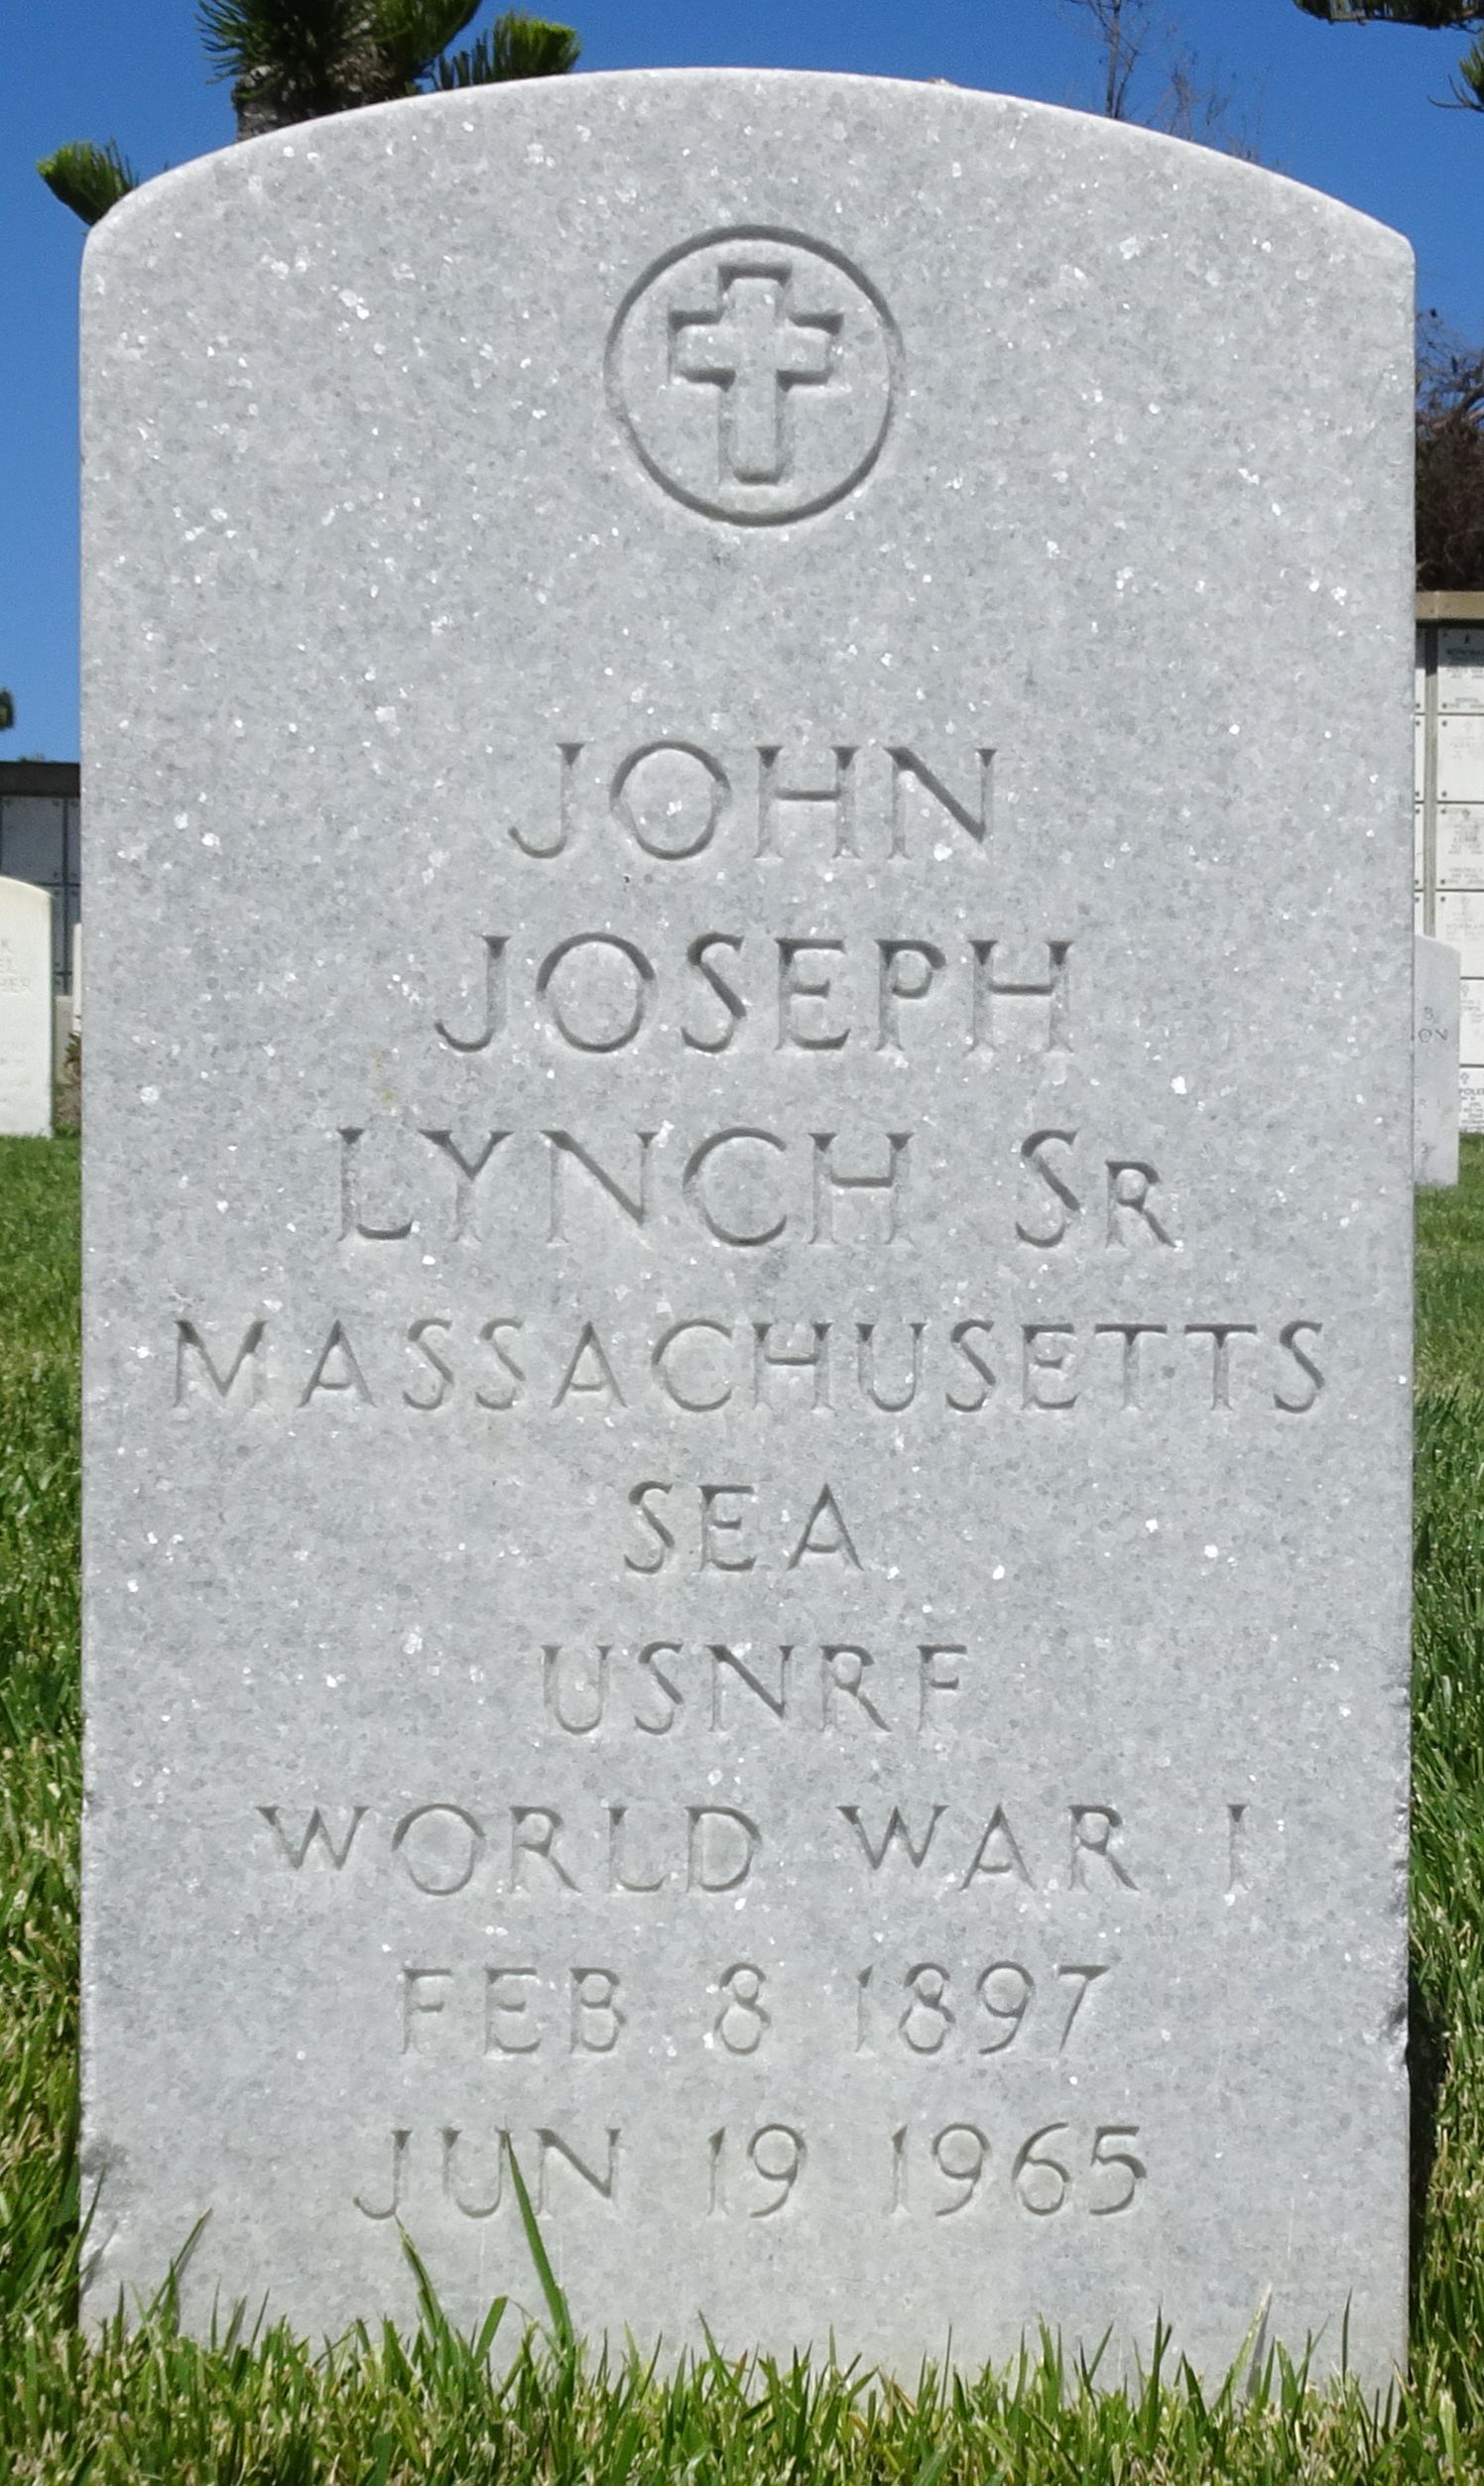 JOHN
JOSEPH
LYNCH SR
MASSACHUSETTS
SEA
USNRF
WORLD WAR I
FEB 8 1897
JUN 19 1965